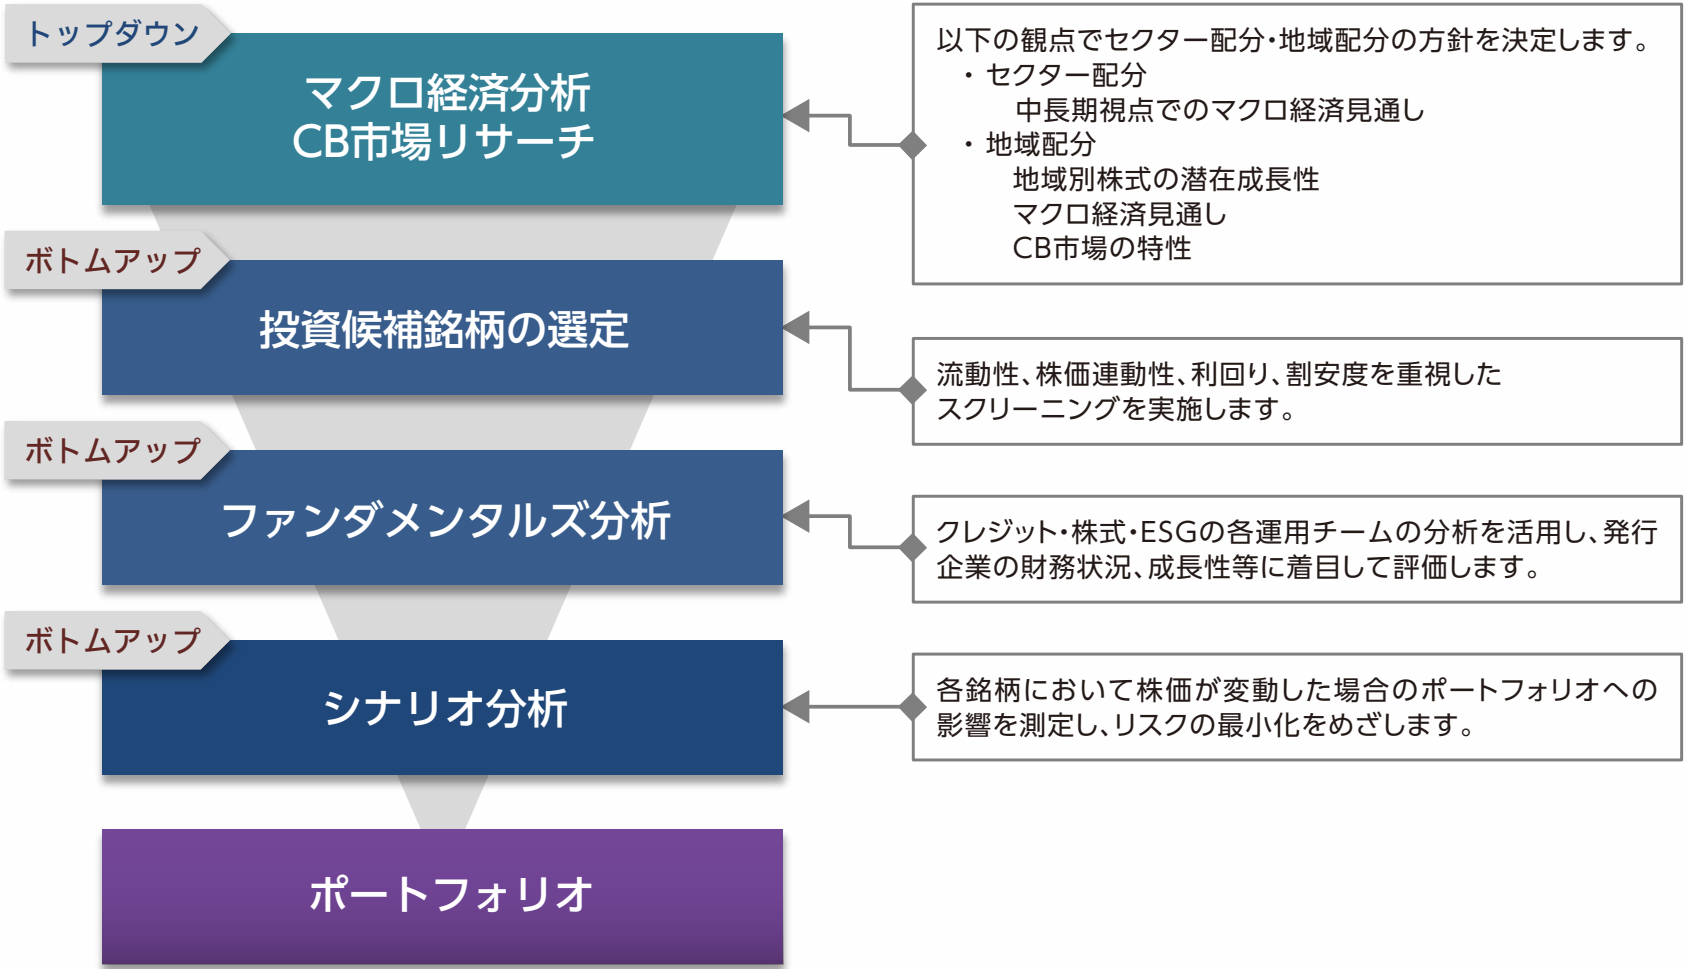 トップダウン
マクロ経済分析
CB市場リサーチ
以下の観点でセクター配分・地域配分の方針を決定します。
・ セクター配分
中長期視点でのマクロ経済見通し
・ 地域配分
地域別株式の潜在成長性
マクロ経済見通し
CB市場の特性
ボトムアップ
投資候補銘柄の選定
流動性、株価連動性、利回り、割安度を重視した
スクリーニングを実施します。
ボトムアップ
ファンダメンタルズ分析
クレジット・株式・ESGの各運用チームの分析を活用し、発行
企業の財務状況、成長性等に着目して評価します。
ボトムアップ
シナリオ分析
各銘柄において株価が変動した場合のポートフォリオへの
影響を測定し、リスクの最小化をめざします。
ポートフォリオ